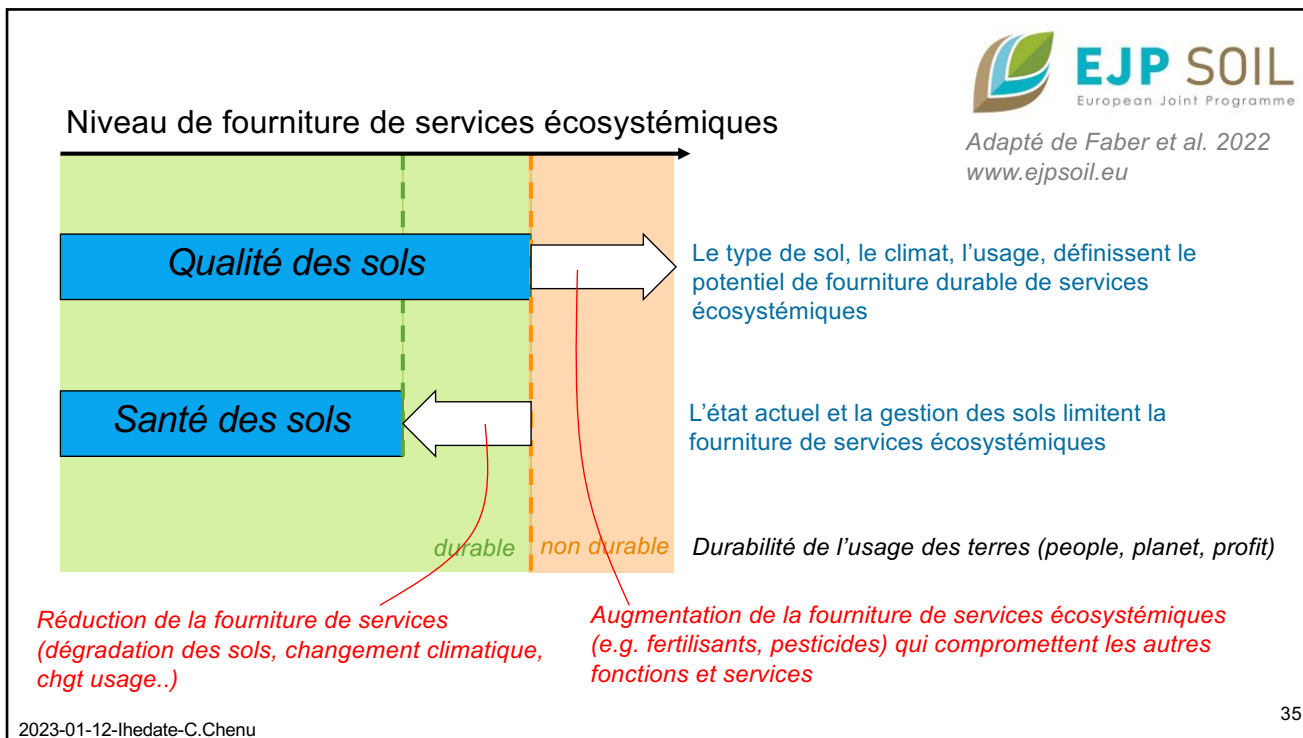 EJP SOIL
European Joint Programme
Adapté de Faber et al. 2022
www.ejpsoil.eu
Niveau de fourniture de services écosystémiques
Qualité des sols
Le type de sol, le climat, l’usage, définissent le
potentiel de fourniture durable de services
écosystémiques
Santé des sols
L’état actuel et la gestion des sols limitent la
fourniture de services écosystémiques
durable
non durable
Durabilité de l’usage des terres (people, planet, profit)
Réduction de la fourniture de services
(dégradation des sols, changement climatique,
chgt usage..)
Augmentation de la fourniture de services écosystémiques
(e.g. fertilisants, pesticides) qui compromettent les autres
fonctions et services
2023-01-12-Ihedate-C.Chenu
35